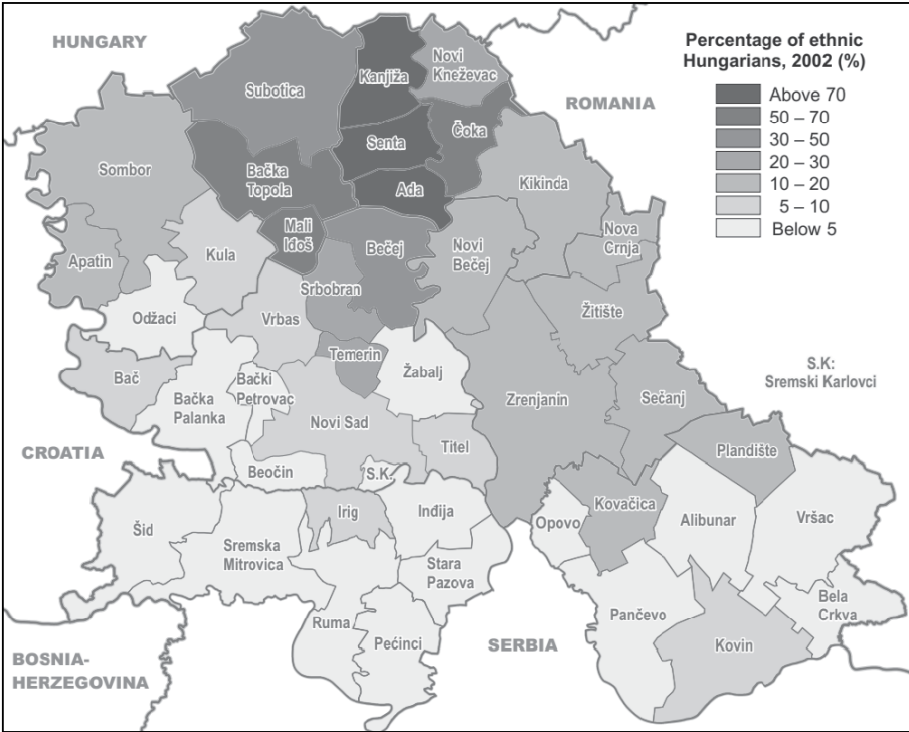 HUNGARY
Percentage of ethnic
Hungarians, 2002 (%)
Above 70
50 – 70
30 – 50
20 – 30
10 – 20
5 – 10
Below 5
ROMANIA
Kanjiža
Novi
Kneževac
Subotica
Senta
Čoka
Sombor
Bačka
Topola
Ada
Kikinda
Mali
Iđoš
Bečej
Novi
Bečej
Nova
Crnja
Apatin
Kula
Srbobran
Žitište
Odžaci
Vrbas
Temerin
Žabalj
S.K:
Sremski Karlovci
Bač
Bačka
Palanka
Bački
Petrovac
Novi Sad
Zrenjanin
Sečanj
CROATIA
Titel
Plandište
Beočin
S.K.
Kovačica
Šid
Irig
Inđija
Opovo
Alibunar
Vršac
Sremska
Mitrovica
Stara
Pazova
Ruma
Pećinci
SERBIA
Pančevo
Bela
Crkva
Kovin
BOSNIA-
HERZEGOVINA